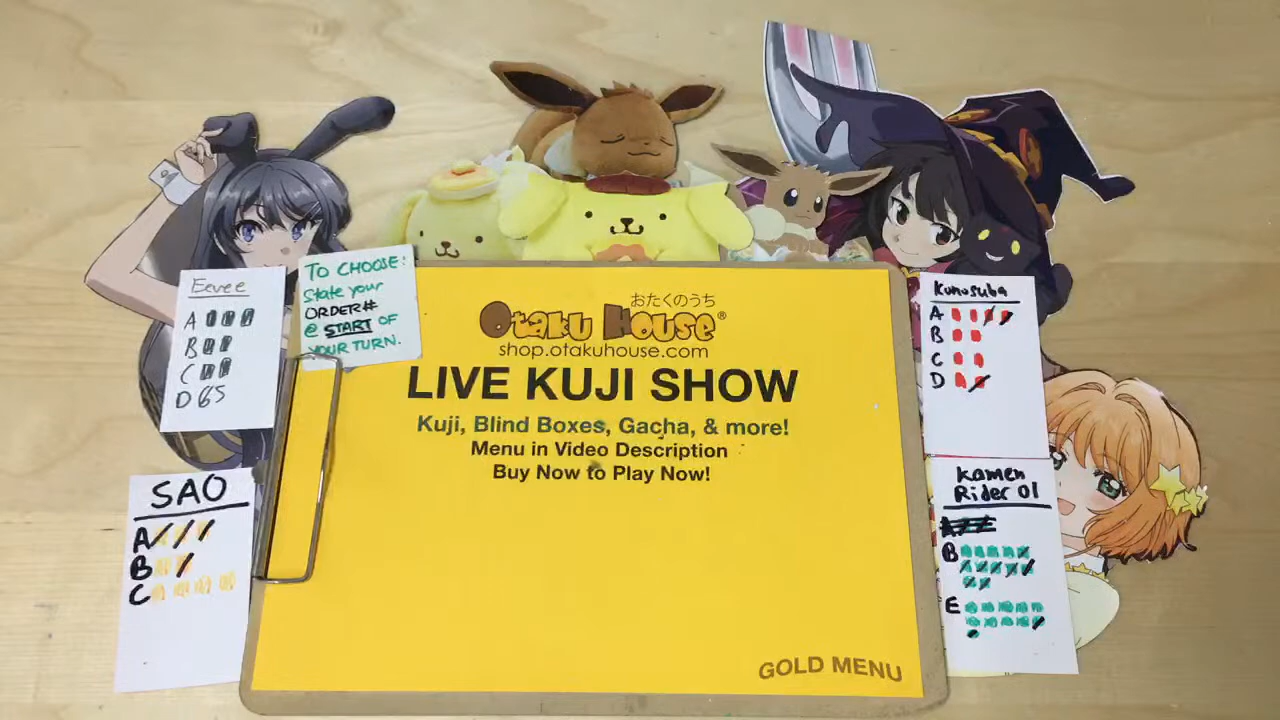 Eevee
A
B
C
D 65
TO CHOOSE:
State your
ORDER#
@ START OF
YOUR TURN.
おたくのうち
Otaku House®
shop.otakuhouse.com
LIVE KUJI SHOW
Kuji, Blind Boxes, Gacha, & more!
Menu in Video Description
Buy Now to Play Now!
GOLD MENU
SAO
A
B
C
Konosuba
A
B
C
D
Kamen
Rider 01
A
B
E